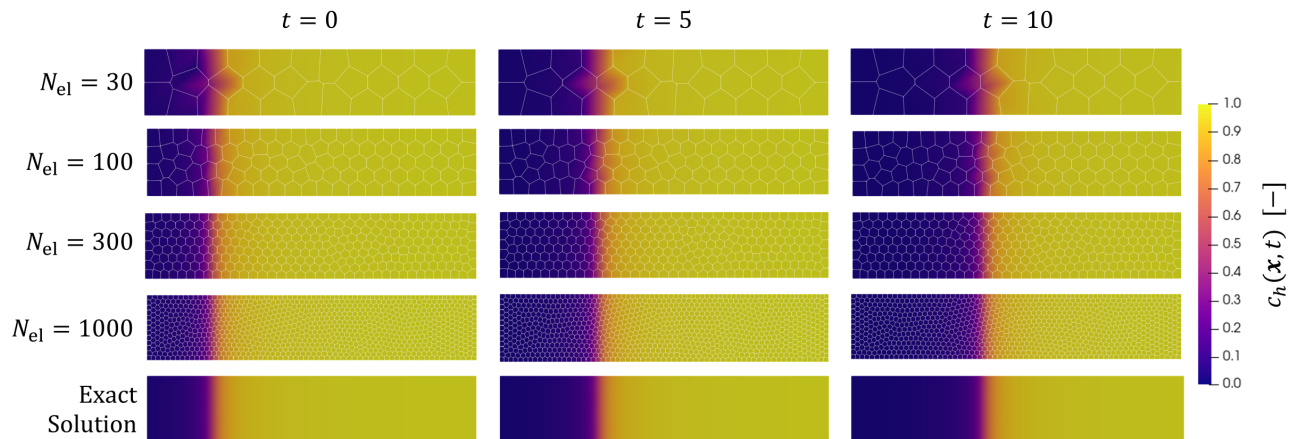 t = 0
t = 5
t = 10
N_el = 30
N_el = 100
N_el = 300
N_el = 1000
Exact
Solution
1.0
0.9
0.8
0.7
0.6
0.5
0.4
0.3
0.2
0.1
0.0
c_h(x, t) [−]